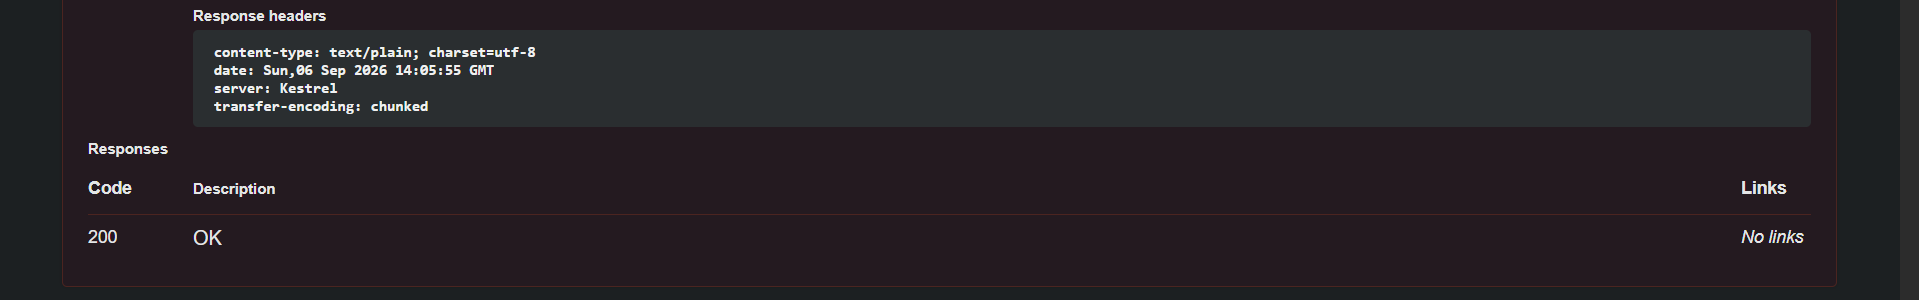 Response headers
content-type: text/plain; charset=utf-8
date: Sun,06 Sep 2026 14:05:55 GMT
server: Kestrel
transfer-encoding: chunked
Responses
Code Description Links
200 OK No links